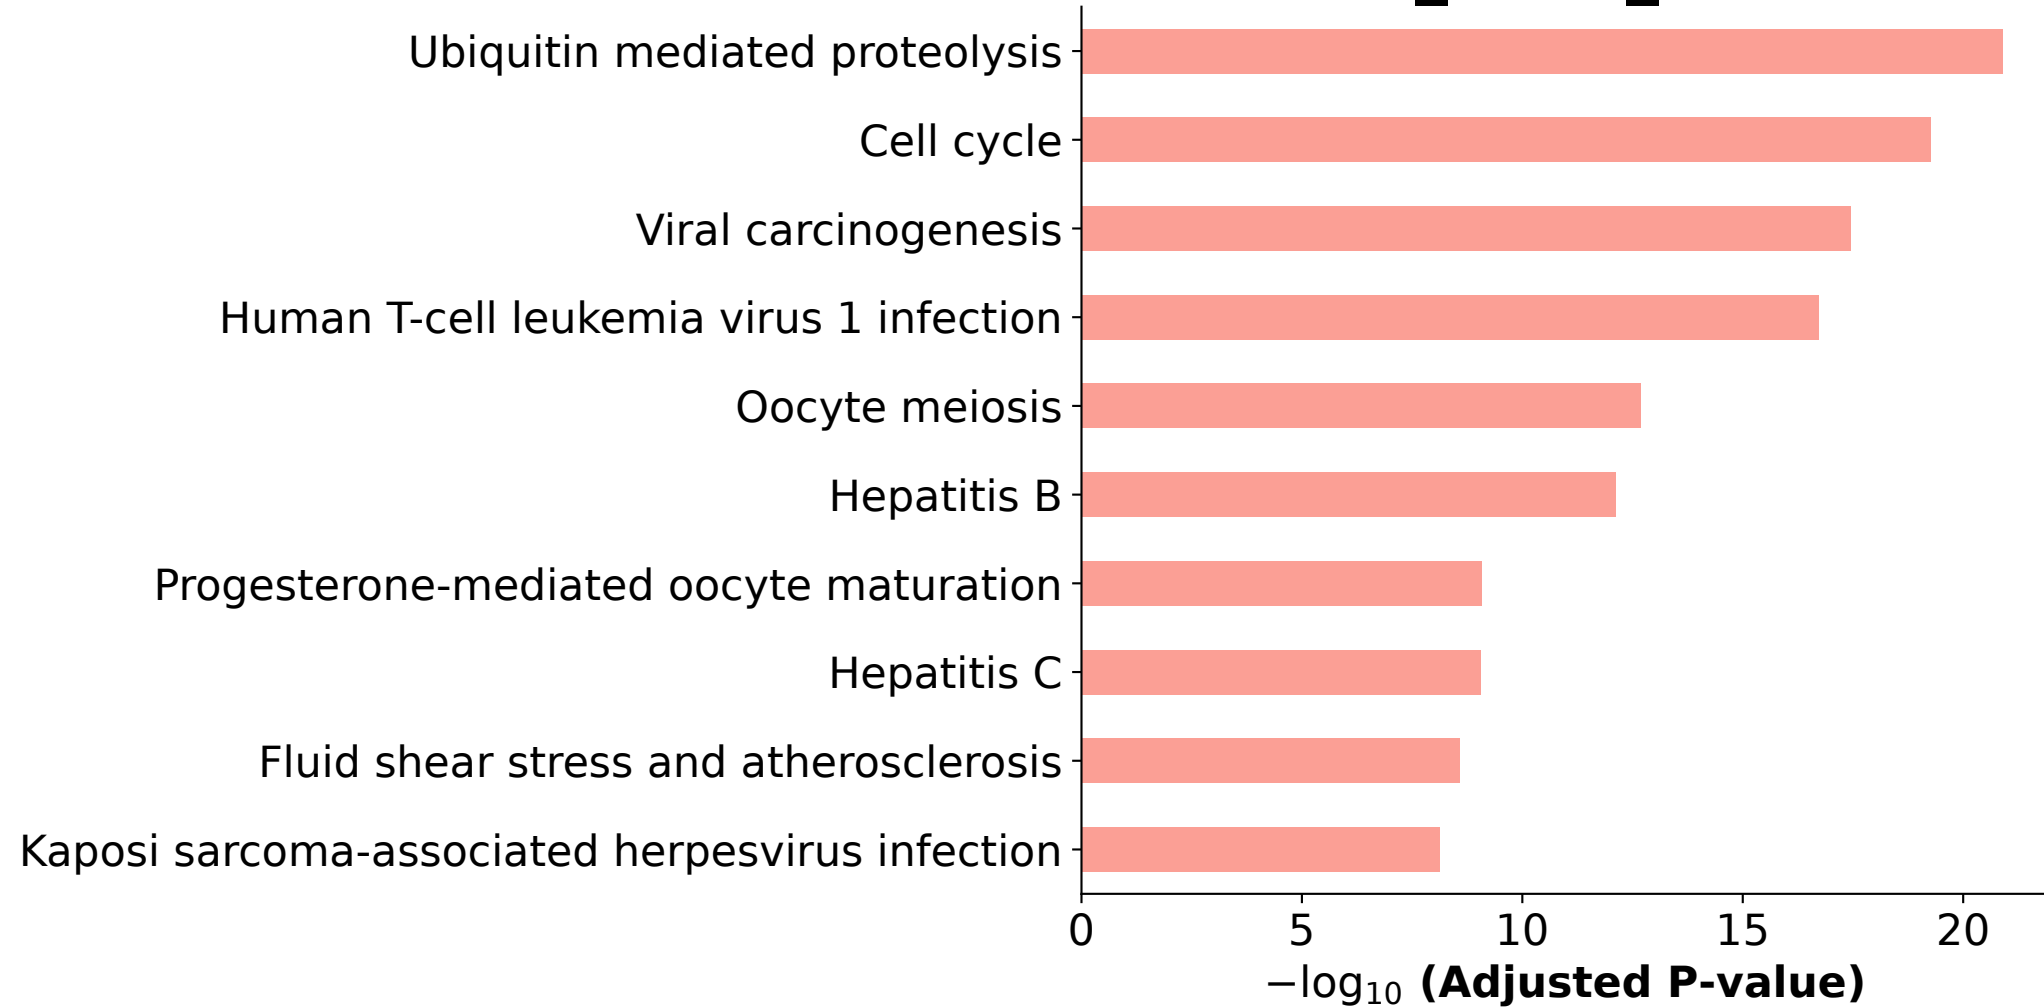 Ubiquitin mediated proteolysis
Cell cycle
Viral carcinogenesis
Human T-cell leukemia virus 1 infection
Oocyte meiosis
Hepatitis B
Progesterone-mediated oocyte maturation
Hepatitis C
Fluid shear stress and atherosclerosis
Kaposi sarcoma-associated herpesvirus infection
0 5 10 15 20
−log₁₀ (Adjusted P-value)